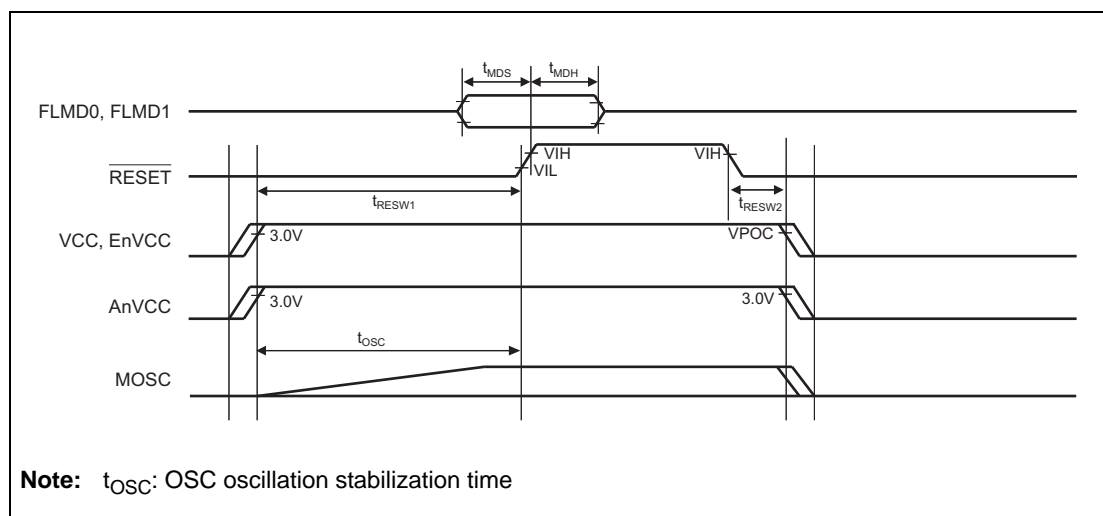 tMDS tMDH
FLMD0, FLMD1
VIH VIH
RESET
VIL
tRESW1 tRESW2
VCC, EnVCC
3.0V VPOC
AnVCC
3.0V 3.0V
tOSC
MOSC
Note: tOSC: OSC oscillation stabilization time